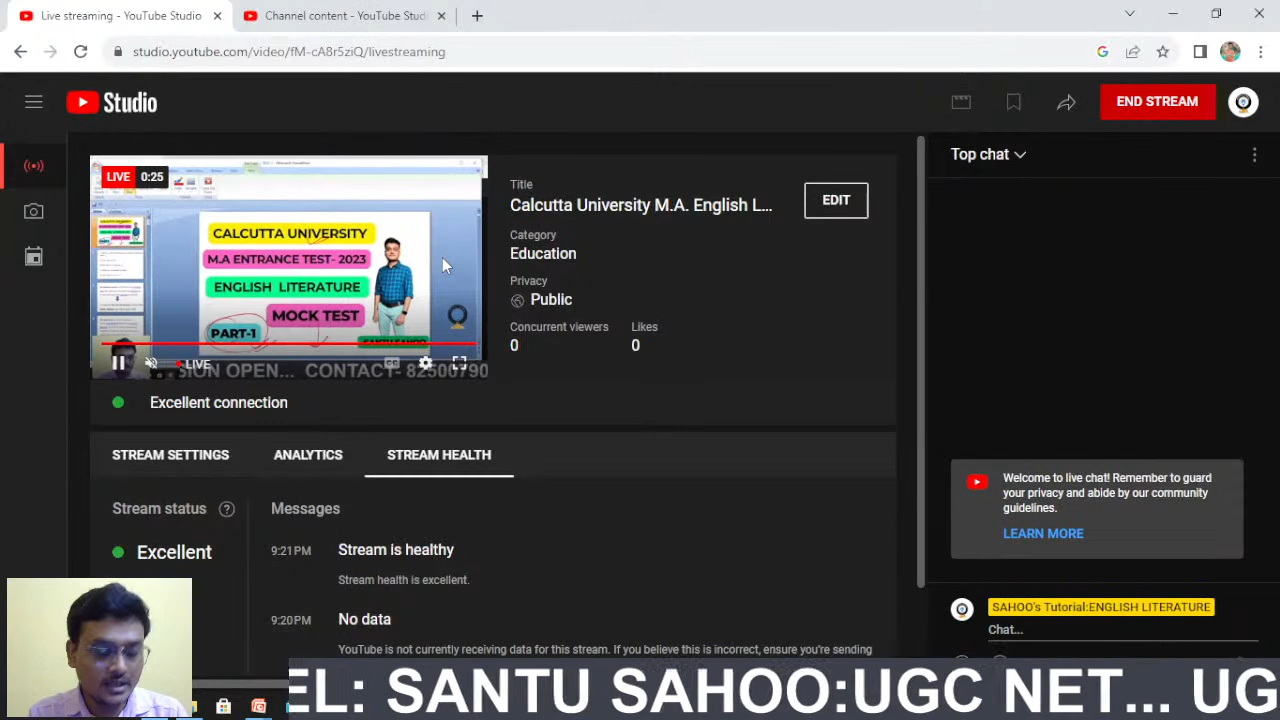 Live streaming - YouTube Studio
Channel content - YouTube Studio
studio.youtube.com/video/fM-cA8r5ziQ/livestreaming
Studio
END STREAM
LIVE 0:25
CALCUTTA UNIVERSITY
M.A ENTRANCE TEST- 2023
ENGLISH LITERATURE
MOCK TEST
PART-1
LIVE
SION OPEN... CONTACT- 82500790
Title
Calcutta University M.A. English L...
EDIT
Category
Education
Privacy
Public
Concurrent viewers
Likes
0
0
Excellent connection
STREAM SETTINGS
ANALYTICS
STREAM HEALTH
Stream status
Messages
Excellent
9:21 PM
Stream is healthy
Stream health is excellent.
9:20 PM
No data
YouTube is not currently receiving data for this stream. If you believe this is incorrect, ensure you're sending
Top chat
Welcome to live chat! Remember to guard
your privacy and abide by our community
guidelines.
LEARN MORE
SAHOO's Tutorial:ENGLISH LITERATURE
Chat...
EL: SANTU SAHOO:UGC NET... UG